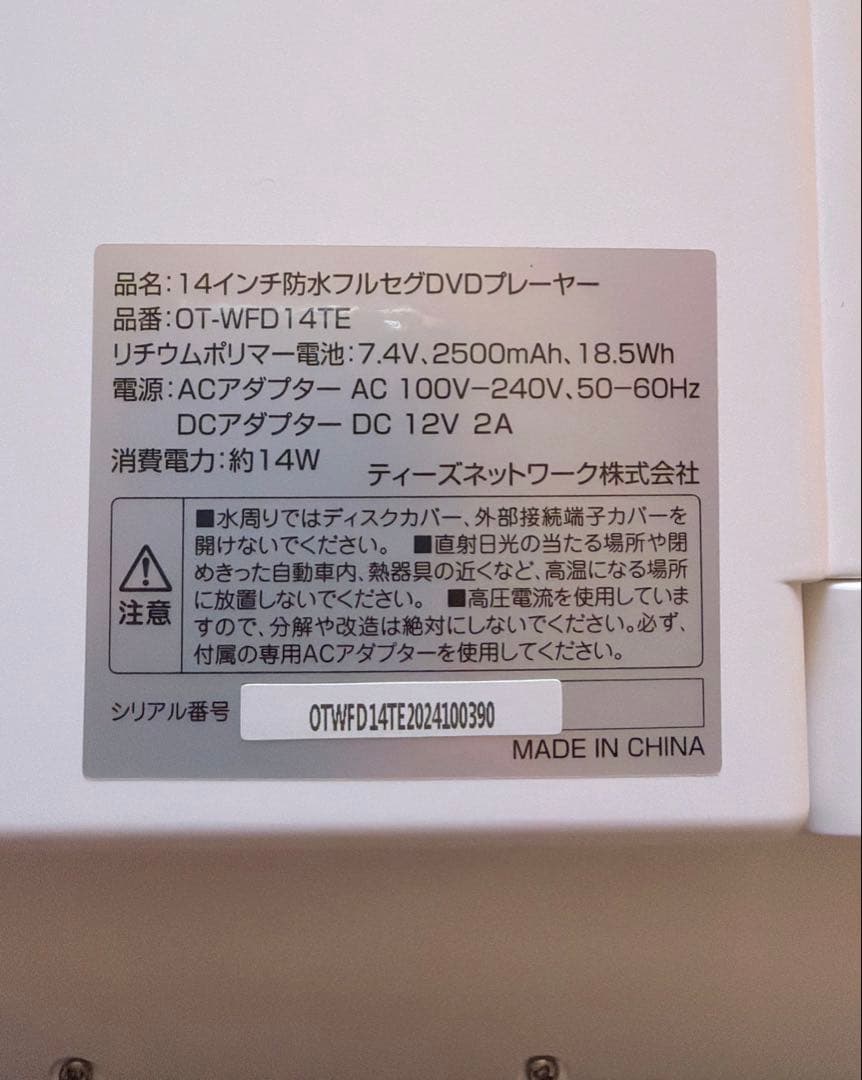 品名：14インチ防水フルセグDVDプレーヤー
品番：OT-WFD14TE
リチウムポリマー電池：7.4V、2500mAh、18.5Wh
電源：ACアダプター AC 100V−240V、50−60Hz
DCアダプター DC 12V 2A
消費電力：約14W
ティーズネットワーク株式会社
注意
■水周りではディスクカバー、外部接続端子カバーを
開けないでください。 ■直射日光の当たる場所や閉
めきった自動車内、熱器具の近くなど、高温になる場所
に放置しないでください。 ■高圧電流を使用していま
すので、分解や改造は絶対にしないでください。必ず、
付属の専用ACアダプターを使用してください。
シリアル番号 OTWFD14TE2024100390
MADE IN CHINA